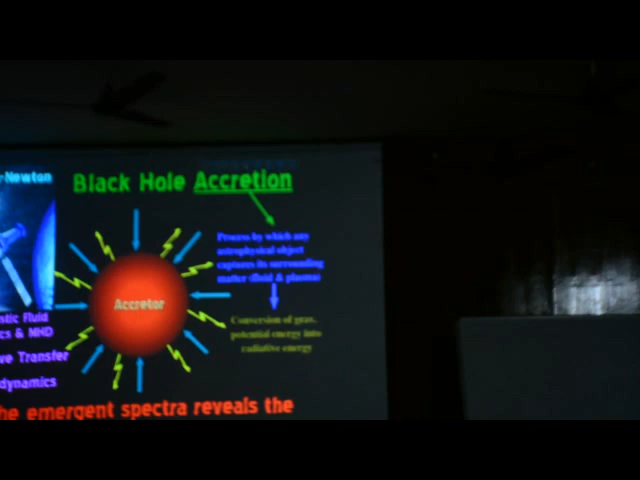 -Newton
Black Hole Accretion
Process by which any
astrophysical object
captures its surrounding
matter (fluid & plasma)
Accretor
Conversion of grav.
potential energy into
radiative energy
stic Fluid
cs & MHD
ve Transfer
dynamics
he emergent spectra reveals the